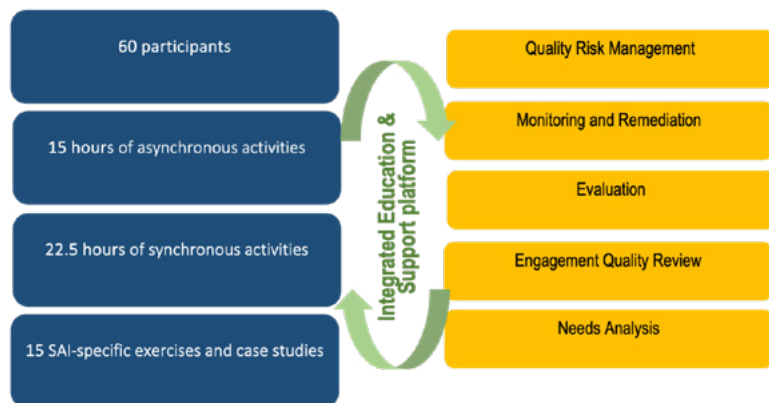 60 participants
15 hours of asynchronous activities
22.5 hours of synchronous activities
15 SAI-specific exercises and case studies
Integrated Education &
Support platform
Quality Risk Management
Monitoring and Remediation
Evaluation
Engagement Quality Review
Needs Analysis